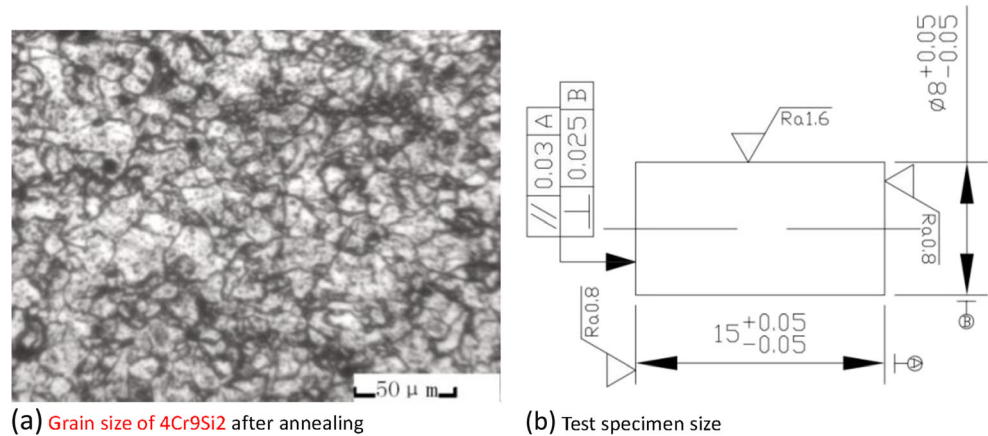 50 μm
(a) Grain size of 4Cr9Si2 after annealing
// 0.03 A
⊥ 0.025 B
Ra1.6
Ø8+0.05
-0.05
Ra0.8
B
Ra0.8
15+0.05
-0.05
A
(b) Test specimen size